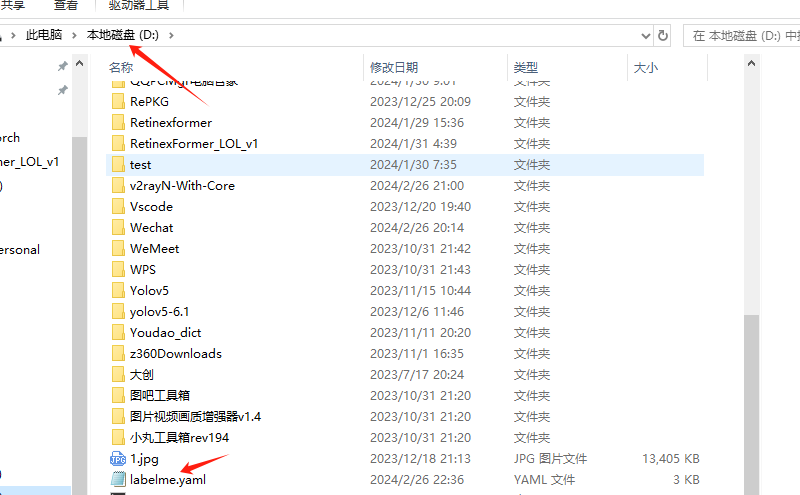 共享 查看 驱动器工具
此电脑 > 本地磁盘 (D:) > 在 本地磁盘 (D:) 中
名称 修改日期 类型 大小
QQPCMgr电脑管家 2024/1/30 9:01 文件夹
RePKG 2023/12/25 20:09 文件夹
Retinexformer 2024/1/29 15:36 文件夹
orch RetinexFormer_LOL_v1 2024/1/31 4:39 文件夹
ner_LOL_v1 test 2024/1/30 7:35 文件夹
) v2rayN-With-Core 2024/2/26 21:00 文件夹
Vscode 2023/12/20 19:40 文件夹
Wechat 2024/2/26 20:14 文件夹
ersonal WeMeet 2023/10/31 21:42 文件夹
WPS 2023/10/31 21:43 文件夹
Yolov5 2023/11/15 10:44 文件夹
yolov5-6.1 2023/12/6 11:46 文件夹
Youdao_dict 2023/11/11 20:20 文件夹
z360Downloads 2023/11/1 16:35 文件夹
大创 2023/7/17 20:24 文件夹
图吧工具箱 2023/10/31 21:20 文件夹
图片视频画质增强器v1.4 2023/10/31 21:20 文件夹
小丸工具箱rev194 2023/10/31 21:20 文件夹
1.jpg 2023/12/18 21:13 JPG 图片文件 13,405 KB
) labelme.yaml 2024/2/26 22:36 YAML 文件 3 KB